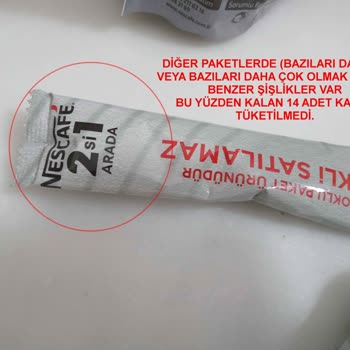 DİĞER PAKETLERDE (BAZILARI DA
VEYA BAZILARI DAHA ÇOK OLMAK
BENZER ŞİŞLİKLER VAR
BU YÜZDEN KALAN 14 ADET KA
TÜKETİLMEDİ.
NESCAFÉ
2si1
ARADA
KLİ SATILAMAZ
OKLU PAKET ÜRÜNÜDÜR